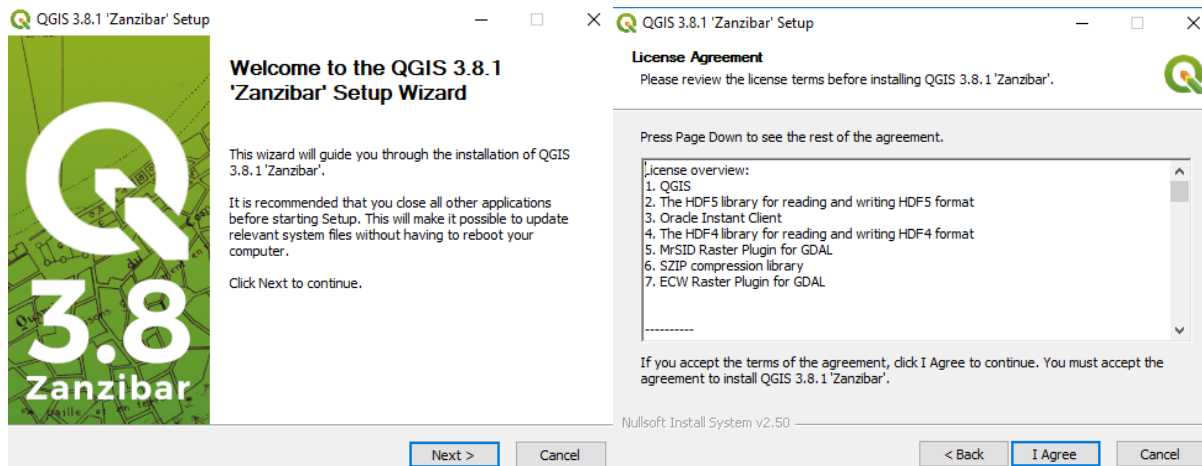 QGIS 3.8.1 'Zanzibar' Setup
3.8
Zanzibar
Welcome to the QGIS 3.8.1
'Zanzibar' Setup Wizard
This wizard will guide you through the installation of QGIS
3.8.1 'Zanzibar'.
It is recommended that you close all other applications
before starting Setup. This will make it possible to update
relevant system files without having to reboot your
computer.
Click Next to continue.
Next >
Cancel
QGIS 3.8.1 'Zanzibar' Setup
License Agreement
Please review the license terms before installing QGIS 3.8.1 'Zanzibar'.
Press Page Down to see the rest of the agreement.
License overview:
1. QGIS
2. The HDF5 library for reading and writing HDF5 format
3. Oracle Instant Client
4. The HDF4 library for reading and writing HDF4 format
5. MrSID Raster Plugin for GDAL
6. SZIP compression library
7. ECW Raster Plugin for GDAL
----------
If you accept the terms of the agreement, click I Agree to continue. You must accept the
agreement to install QGIS 3.8.1 'Zanzibar'.
Nullsoft Install System v2.50
< Back
I Agree
Cancel